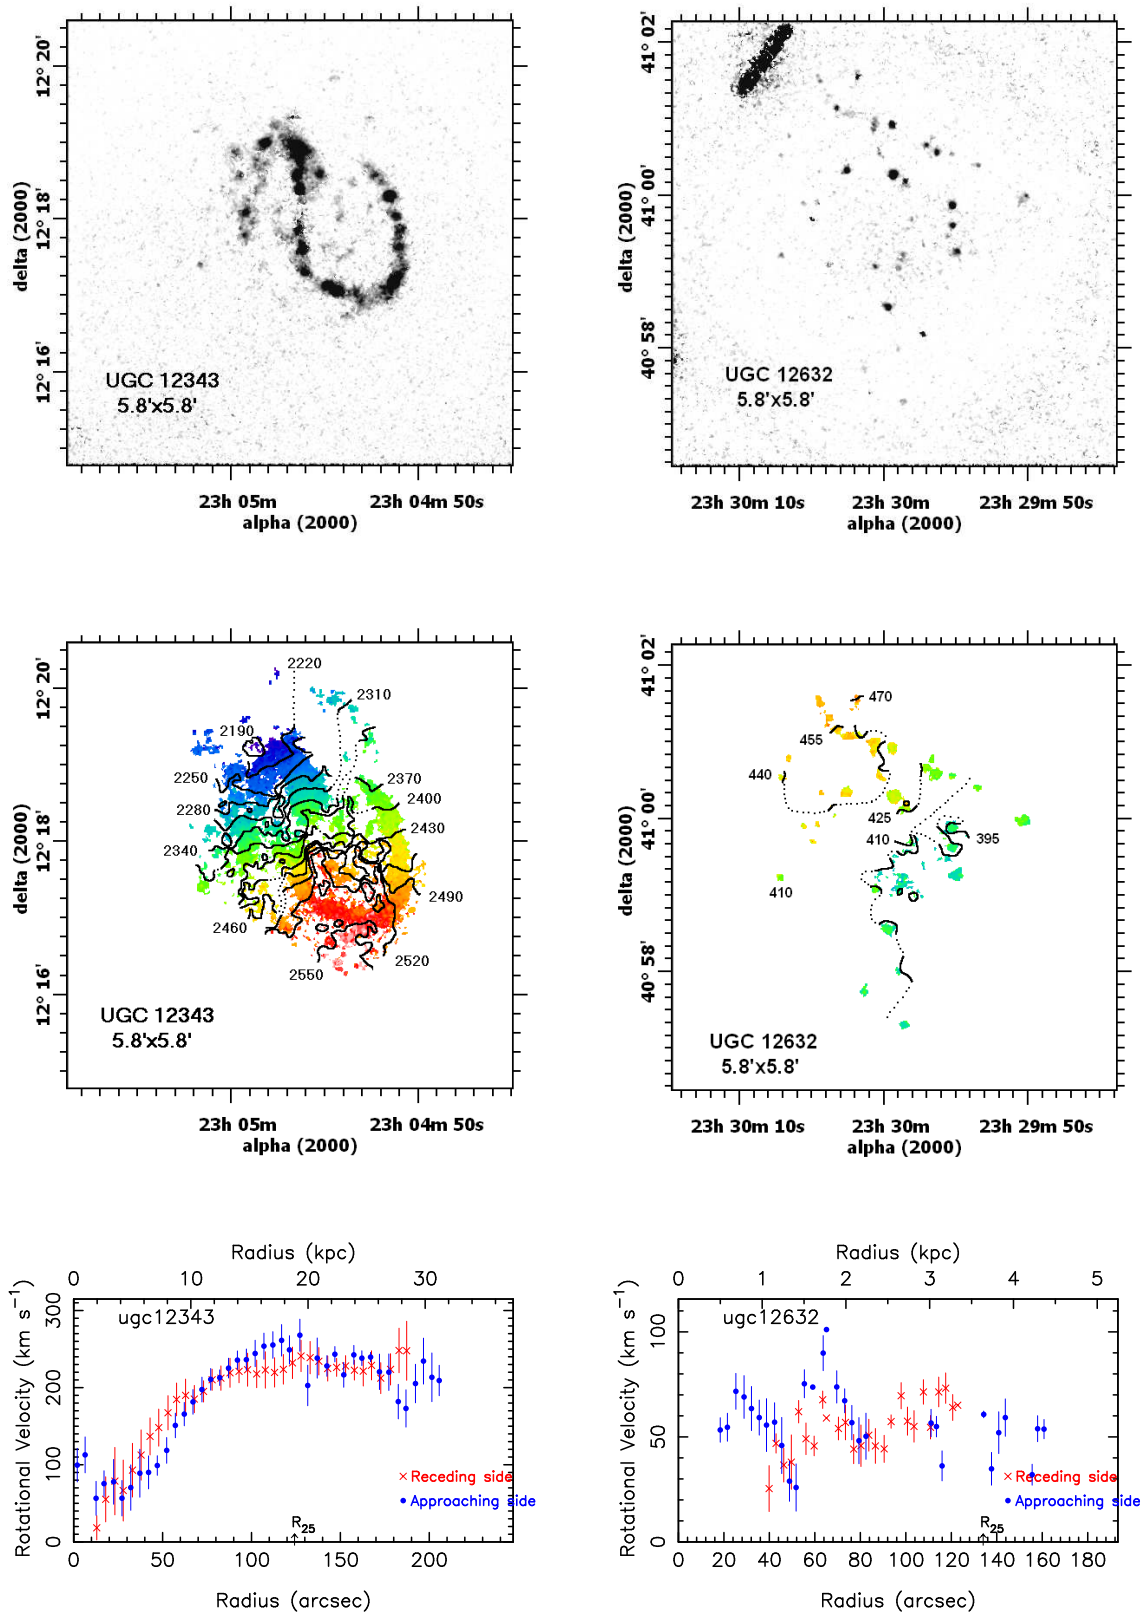 12° 20'
12° 18'
12° 16'
delta (2000)
UGC 12343
5.8'x5.8'
23h 05m
23h 04m 50s
alpha (2000)
41° 02'
41° 00'
40° 58'
delta (2000)
UGC 12632
5.8'x5.8'
23h 30m 10s
23h 30m
23h 29m 50s
alpha (2000)
12° 20'
12° 18'
12° 16'
delta (2000)
2220
2310
2190
2250
2370
2280
2400
2430
2340
2490
2460
2520
2550
UGC 12343
5.8'x5.8'
23h 05m
23h 04m 50s
alpha (2000)
41° 02'
41° 00'
40° 58'
delta (2000)
470
455
440
425
410
395
410
UGC 12632
5.8'x5.8'
23h 30m 10s
23h 30m
23h 29m 50s
alpha (2000)
Radius (kpc)
0 10 20 30
Rotational Velocity (km s⁻¹)
300
200
100
0
ugc12343
Receding side
Approaching side
R25
0 50 100 150 200
Radius (arcsec)
Radius (kpc)
0 1 2 3 4 5
Rotational Velocity (km s⁻¹)
100
50
0
ugc12632
Receding side
Approaching side
R25
0 20 40 60 80 100 120 140 160 180
Radius (arcsec)